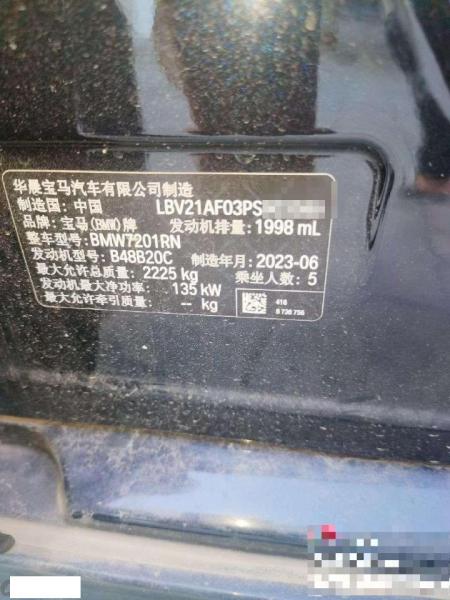 华晨宝马汽车有限公司制造
制造国: 中国 LBV21AF03PS
品牌: 宝马(BMW)牌 发动机排量: 1998 mL
整车型号: BMW7201RN
发动机型号: B48B20C 制造年月: 2023-06
最大允许总质量: 2225 kg 乘坐人数: 5
发动机最大净功率: 135 kW
最大允许牵引质量: -- kg
416
8 736 756